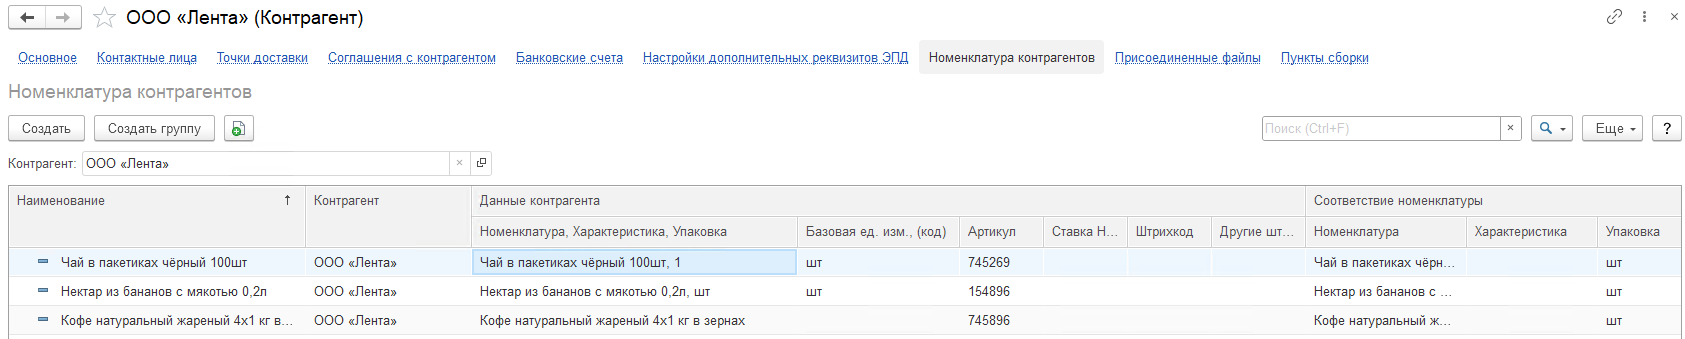 ООО «Лента» (Контрагент)
Основное Контактные лица Точки доставки Соглашения с контрагентом Банковские счета Настройки дополнительных реквизитов ЭПД Номенклатура контрагентов Присоединенные файлы Пункты сборки
Номенклатура контрагентов
Создать Создать группу Поиск (Ctrl+F) × Еще ?
Контрагент: ООО «Лента» ×
Наименование ↑ Контрагент Данные контрагента Соответствие номенклатуры
Номенклатура, Характеристика, Упаковка Базовая ед. изм., (код) Артикул Ставка Н... Штрихкод Другие шт... Номенклатура Характеристика Упаковка
Чай в пакетиках чёрный 100шт ООО «Лента» Чай в пакетиках чёрный 100шт, 1 шт 745269 Чай в пакетиках чёрн... шт
Нектар из бананов с мякотью 0,2л ООО «Лента» Нектар из бананов с мякотью 0,2л, шт шт 154896 Нектар из бананов с ... шт
Кофе натуральный жареный 4х1 кг в... ООО «Лента» Кофе натуральный жареный 4х1 кг в зернах 745896 Кофе натуральный ж... шт